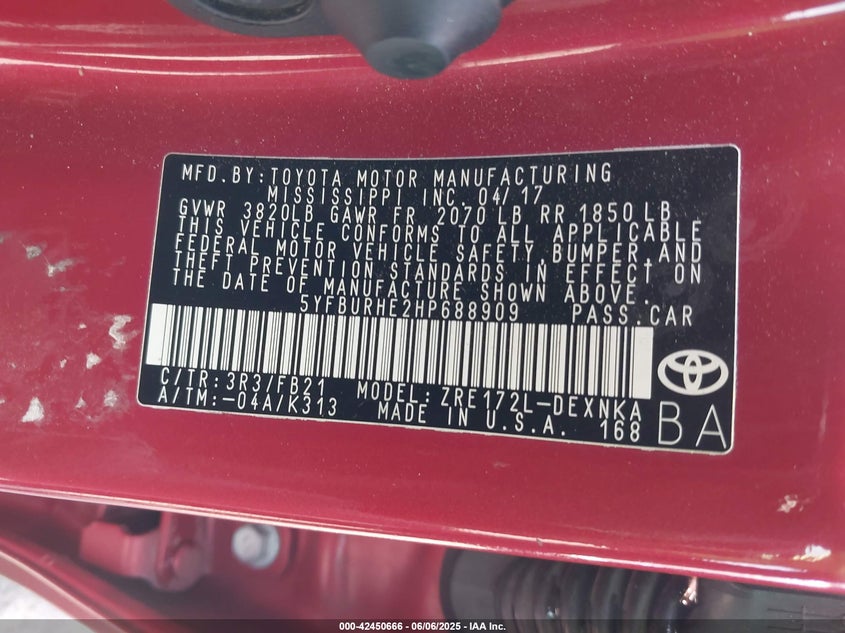 MFD.BY:TOYOTA MOTOR MANUFACTURING
MISSISSIPPI INC. 04/17
GVWR 3820LB GAWR FR 2070 LB RR 1850 LB
THIS VEHICLE CONFORMS TO ALL APPLICABLE
FEDERAL MOTOR VEHICLE SAFETY,BUMPER,AND
THEFT PREVENTION STANDARDS IN EFFECT ON
THE DATE OF MANUFACTURE SHOWN ABOVE.
5YFBURHE2HP688909 PASS.CAR
C/TR:3R3/FB21 MODEL:ZRE172L-DEXNKA
A/TM:-04A/K313 MADE IN U.S.A. 168
BA
000-42450666 - 06/06/2025 - IAA Inc.